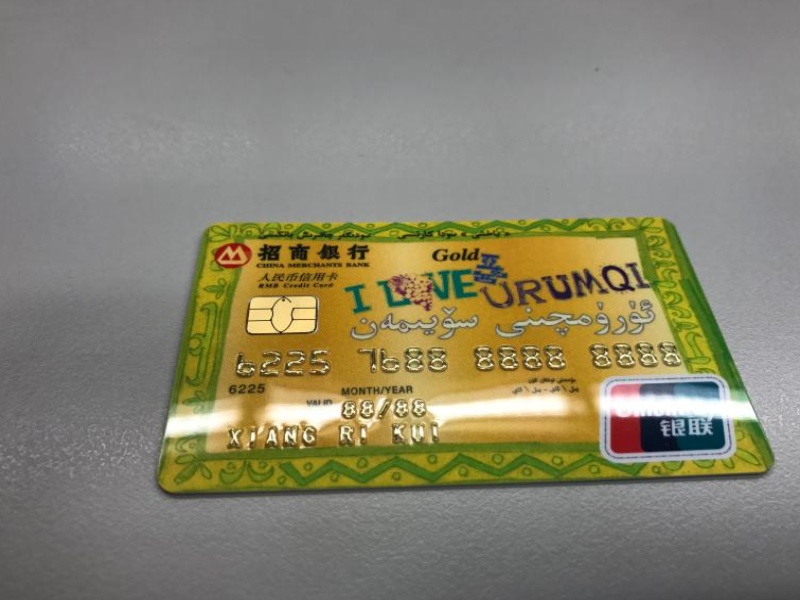 招商银行 Gold
CHINA MERCHANTS BANK
人民币信用卡
RMB Credit Card
I LOVE URUMQI
ئۈرۈمچىنى سۆيىمەن
6225 7688 8888 8888
6225
MONTH/YEAR
VALID 88/88
XIANG RI KUI
银联